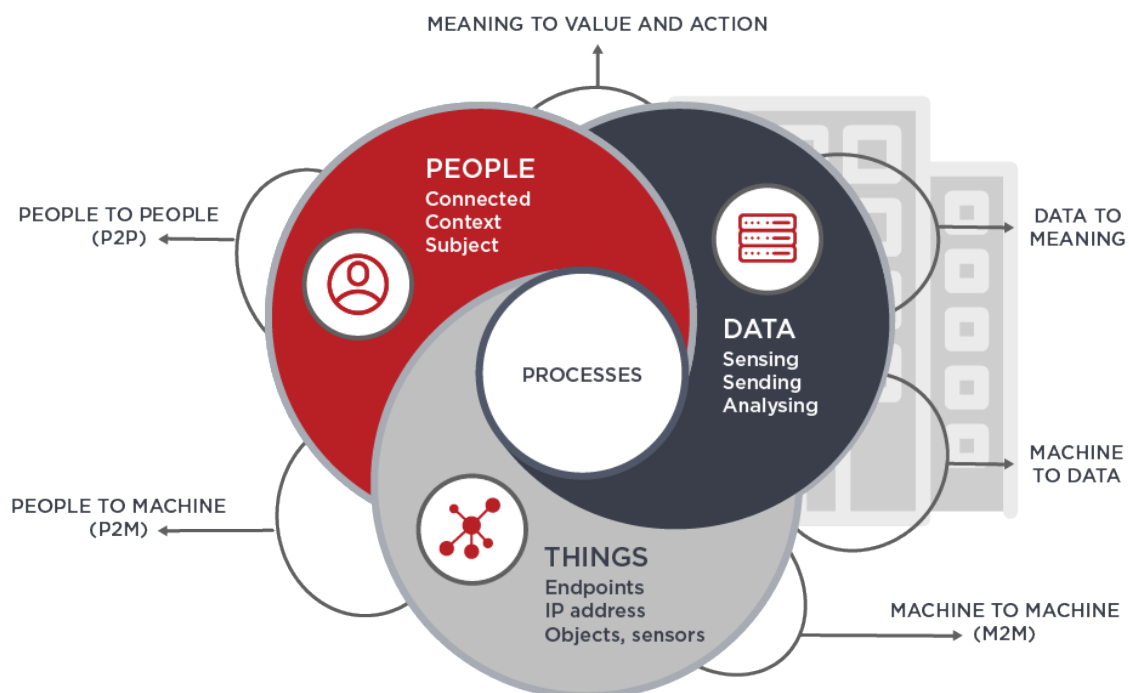 MEANING TO VALUE AND ACTION
PEOPLE
Connected
Context
Subject
PEOPLE TO PEOPLE
(P2P)
DATA TO
MEANING
DATA
Sensing
Sending
Analysing
PROCESSES
MACHINE
TO DATA
PEOPLE TO MACHINE
(P2M)
THINGS
Endpoints
IP address
Objects, sensors
MACHINE TO MACHINE
(M2M)